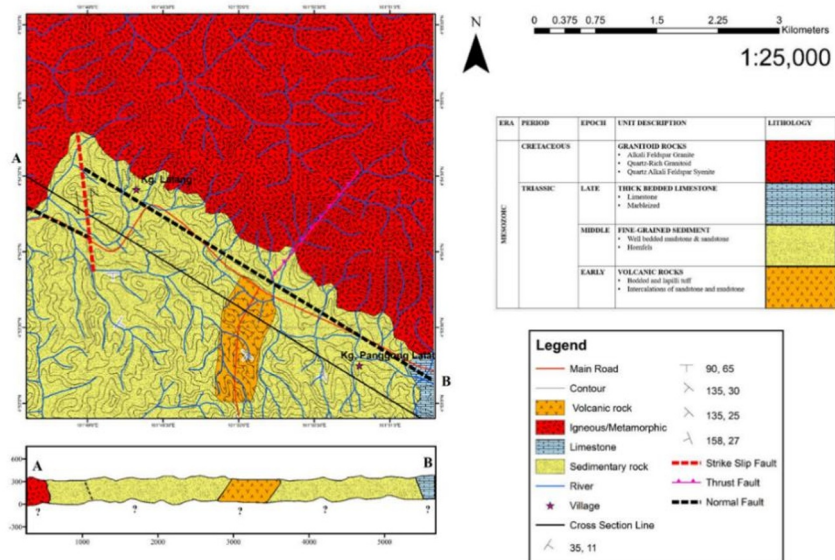 N
0 0.375 0.75 1.5 2.25 3
Kilometers
1:25,000
A
Kg. Lalang
Kg. Panggong Lalat
B
ERA PERIOD EPOCH UNIT DESCRIPTION LITHOLOGY
MESOZOIC
CRETACEOUS GRANITOID ROCKS
• Alkali Feldspar Granite
• Quartz-Rich Granitoid
• Quartz Alkali Feldspar Syenite
TRIASSIC LATE THICK BEDDED LIMESTONE
• Limestone
• Marbleized
MIDDLE FINE-GRAINED SEDIMENT
• Well bedded mudstone & sandstone
• Hornfels
EARLY VOLCANIC ROCKS
• Bedded and lapilli tuff
• Intercalations of sandstone and mudstone
Legend
Main Road
Contour
Volcanic rock
Igneous/Metamorphic
Limestone
Sedimentary rock
River
Village
Cross Section Line
35, 11
90, 65
135, 30
135, 25
158, 27
Strike Slip Fault
Thrust Fault
Normal Fault
A B
600
300
0
-300
? ? ? ? ?
1000 2000 3000 4000 5000